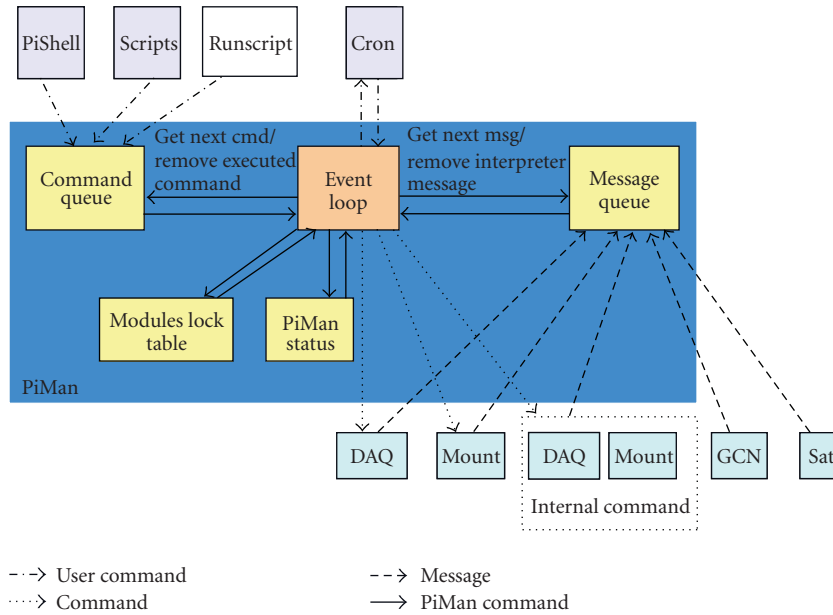 PiShell
Scripts
Runscript
Cron
Get next cmd/
remove executed
command
Get next msg/
remove interpreter
message
Command
queue
Event
loop
Message
queue
Modules lock
table
PiMan
status
PiMan
DAQ
Mount
DAQ
Mount
GCN
Sat
Internal command
User command
Message
Command
PiMan command